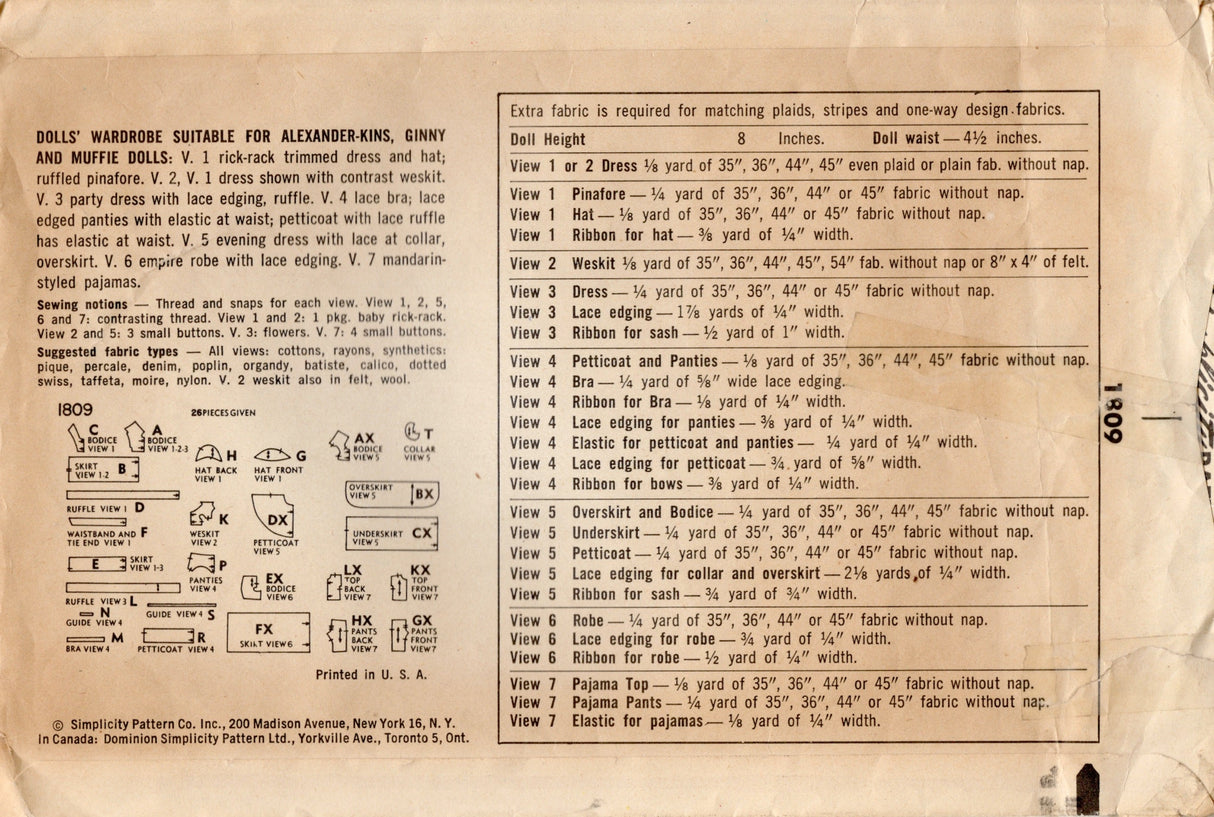 DOLLS' WARDROBE SUITABLE FOR ALEXANDER-KINS, GINNY
AND MUFFIE DOLLS: V. 1 rick-rack trimmed dress and hat;
ruffled pinafore. V. 2, V. 1 dress shown with contrast weskit.
V. 3 party dress with lace edging, ruffle. V. 4 lace bra; lace
edged panties with elastic at waist; petticoat with lace ruffle
has elastic at waist. V. 5 evening dress with lace at collar,
overskirt. V. 6 empire robe with lace edging. V. 7 mandarin-
styled pajamas.
Sewing notions — Thread and snaps for each view. View 1, 2, 5,
6 and 7: contrasting thread. View 1 and 2: 1 pkg. baby rick-rack.
View 2 and 5: 3 small buttons. V. 3: flowers. V. 7: 4 small buttons.
Suggested fabric types — All views: cottons, rayons, synthetics:
pique, percale, denim, poplin, organdy, batiste, calico, dotted
swiss, taffeta, moire, nylon. V. 2 weskit also in felt, wool.
1809 26 PIECES GIVEN
C BODICE VIEW 1
A BODICE VIEW 1-2-3
H HAT BACK VIEW 1
G HAT FRONT VIEW 1
AX BODICE VIEW 5
T COLLAR VIEW 5
SKIRT VIEW 1-2 B
OVERSKIRT VIEW 5 BX
RUFFLE VIEW 1 D
WAISTBAND AND TIE END VIEW 1 F
K WESKIT VIEW 2
DX PETTICOAT VIEW 5
UNDERSKIRT VIEW 5 CX
E SKIRT VIEW 1-3
P PANTIES VIEW 4
EX BODICE VIEW 6
LX TOP BACK VIEW 7
KX TOP FRONT VIEW 7
RUFFLE VIEW 3 L
N GUIDE VIEW 4
GUIDE VIEW 4 S
M BRA VIEW 4
R PETTICOAT VIEW 4
FX SKIRT VIEW 6
HX PANTS BACK VIEW 7
GX PANTS FRONT VIEW 7
Printed in U. S. A.
© Simplicity Pattern Co. Inc., 200 Madison Avenue, New York 16, N. Y.
In Canada: Dominion Simplicity Pattern Ltd., Yorkville Ave., Toronto 5, Ont.
Extra fabric is required for matching plaids, stripes and one-way design fabrics.
Doll Height 8 Inches. Doll waist — 4½ inches.
View 1 or 2 Dress ⅛ yard of 35", 36", 44", 45" even plaid or plain fab. without nap.
View 1 Pinafore — ¼ yard of 35", 36", 44" or 45" fabric without nap.
View 1 Hat — ⅛ yard of 35", 36", 44" or 45" fabric without nap.
View 1 Ribbon for hat — ⅜ yard of ¼" width.
View 2 Weskit ⅛ yard of 35", 36", 44", 45", 54" fab. without nap or 8" x 4" of felt.
View 3 Dress — ¼ yard of 35", 36", 44" or 45" fabric without nap.
View 3 Lace edging — 1⅞ yards of ¼" width.
View 3 Ribbon for sash — ½ yard of 1" width.
View 4 Petticoat and Panties — ⅛ yard of 35", 36", 44", 45" fabric without nap.
View 4 Bra — ¼ yard of ⅝" wide lace edging.
View 4 Ribbon for Bra — ⅛ yard of ¼" width.
View 4 Lace edging for panties — ⅜ yard of ¼" width.
View 4 Elastic for petticoat and panties — ¼ yard of ¼" width.
View 4 Lace edging for petticoat — ¾ yard of ⅝" width.
View 4 Ribbon for bows — ⅜ yard of ¼" width.
View 5 Overskirt and Bodice — ¼ yard of 35", 36", 44", 45" fabric without nap.
View 5 Underskirt — ¼ yard of 35", 36", 44" or 45" fabric without nap.
View 5 Petticoat — ¼ yard of 35", 36", 44" or 45" fabric without nap.
View 5 Lace edging for collar and overskirt — 2⅛ yards of ¼" width.
View 5 Ribbon for sash — ¾ yard of ¾" width.
View 6 Robe — ¼ yard of 35", 36", 44" or 45" fabric without nap.
View 6 Lace edging for robe — ¾ yard of ¼" width.
View 6 Ribbon for robe — ½ yard of ¼" width.
View 7 Pajama Top — ⅛ yard of 35", 36", 44" or 45" fabric without nap.
View 7 Pajama Pants — ¼ yard of 35", 36", 44" or 45" fabric without nap.
View 7 Elastic for pajamas — ⅛ yard of ¼" width.
1809